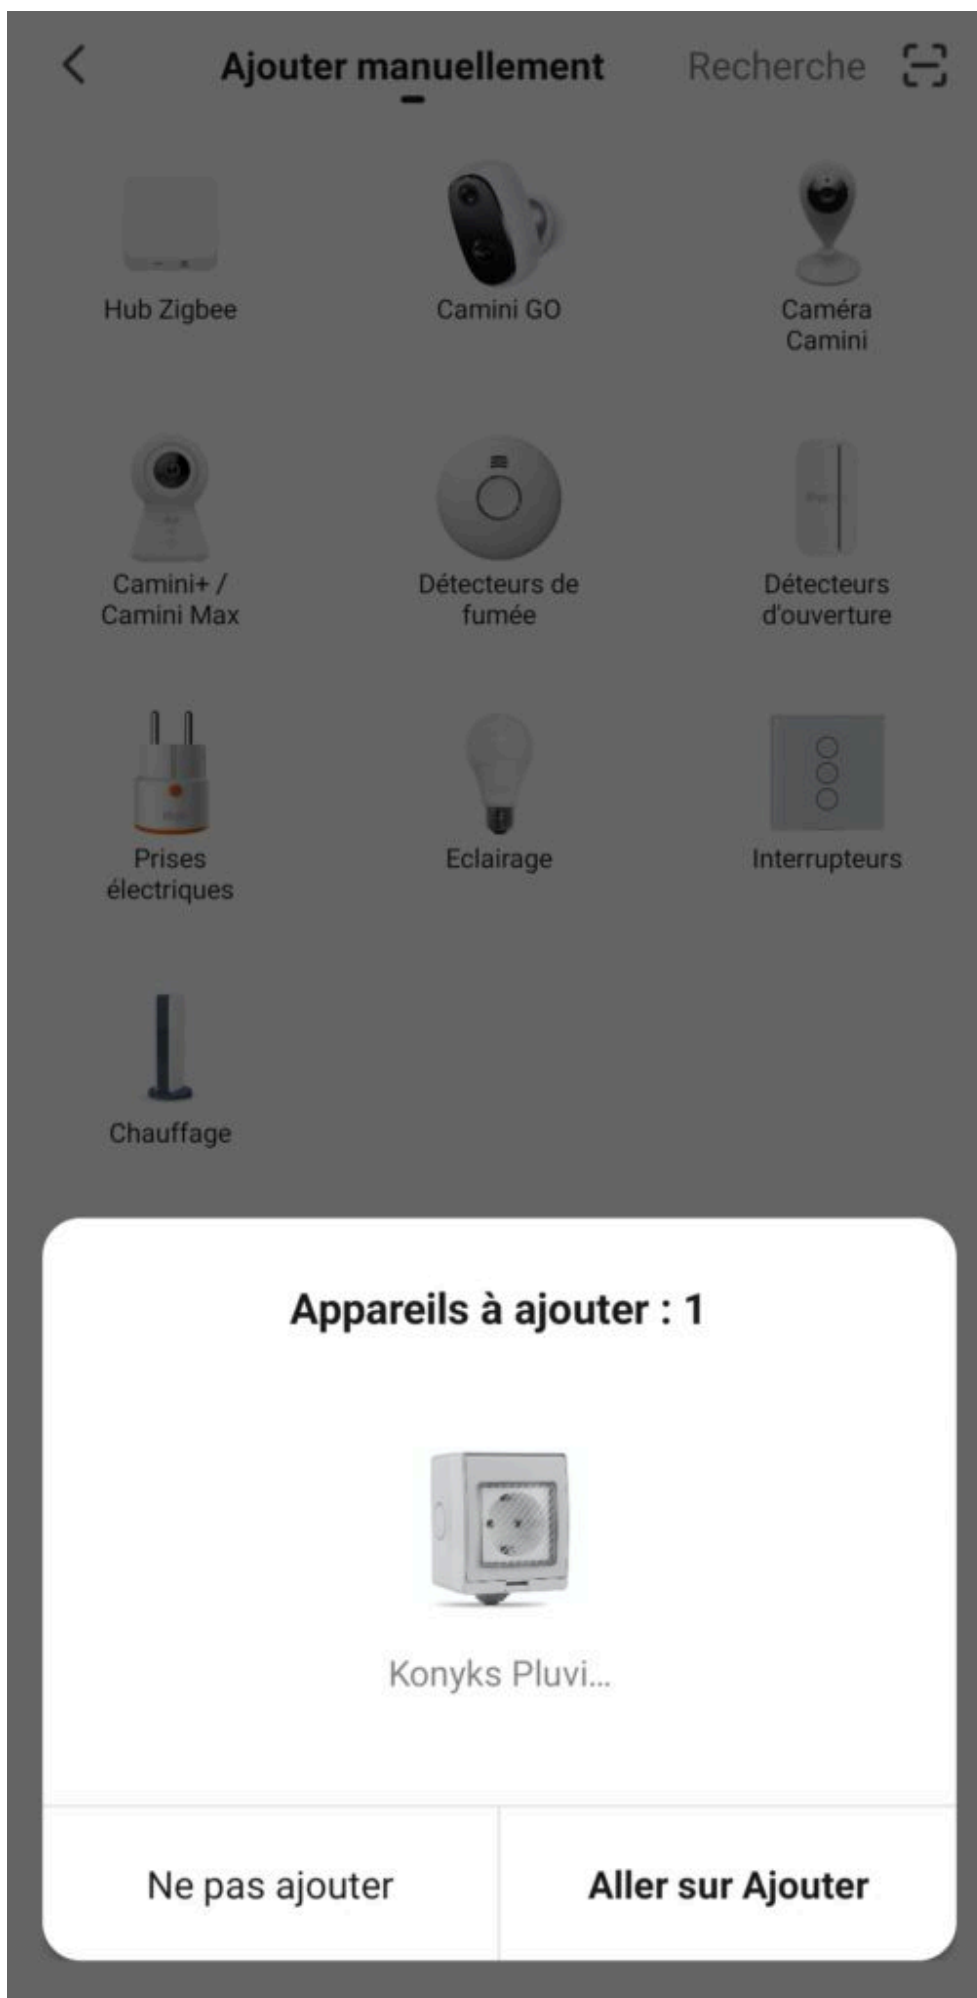 Ajouter manuellement Recherche
Hub Zigbee
Camini GO
Caméra
Camini
Camini+ /
Camini Max
Détecteurs de
fumée
Détecteurs
d'ouverture
Prises
électriques
Eclairage
Interrupteurs
Chauffage
Appareils à ajouter : 1
Konyks Pluvi...
Ne pas ajouter
Aller sur Ajouter